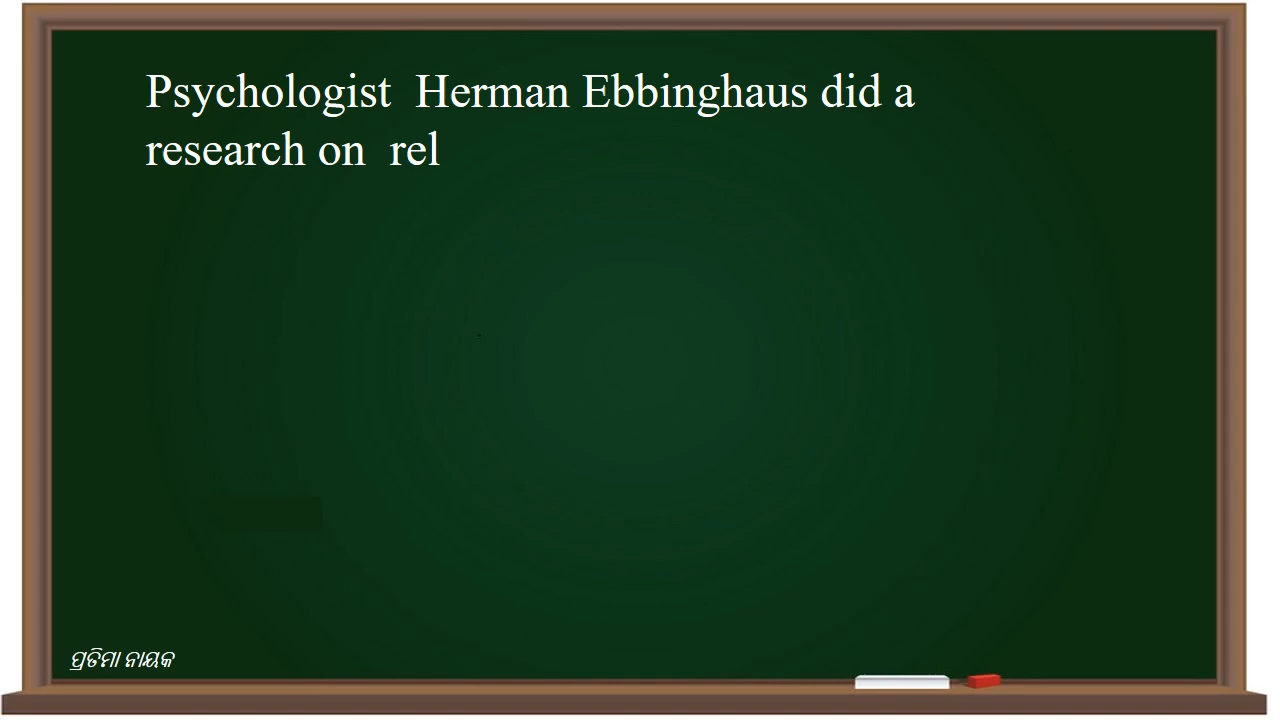 Psychologist  Herman Ebbinghaus did a
research on  rel
ପ୍ରତିମା ନାୟକ